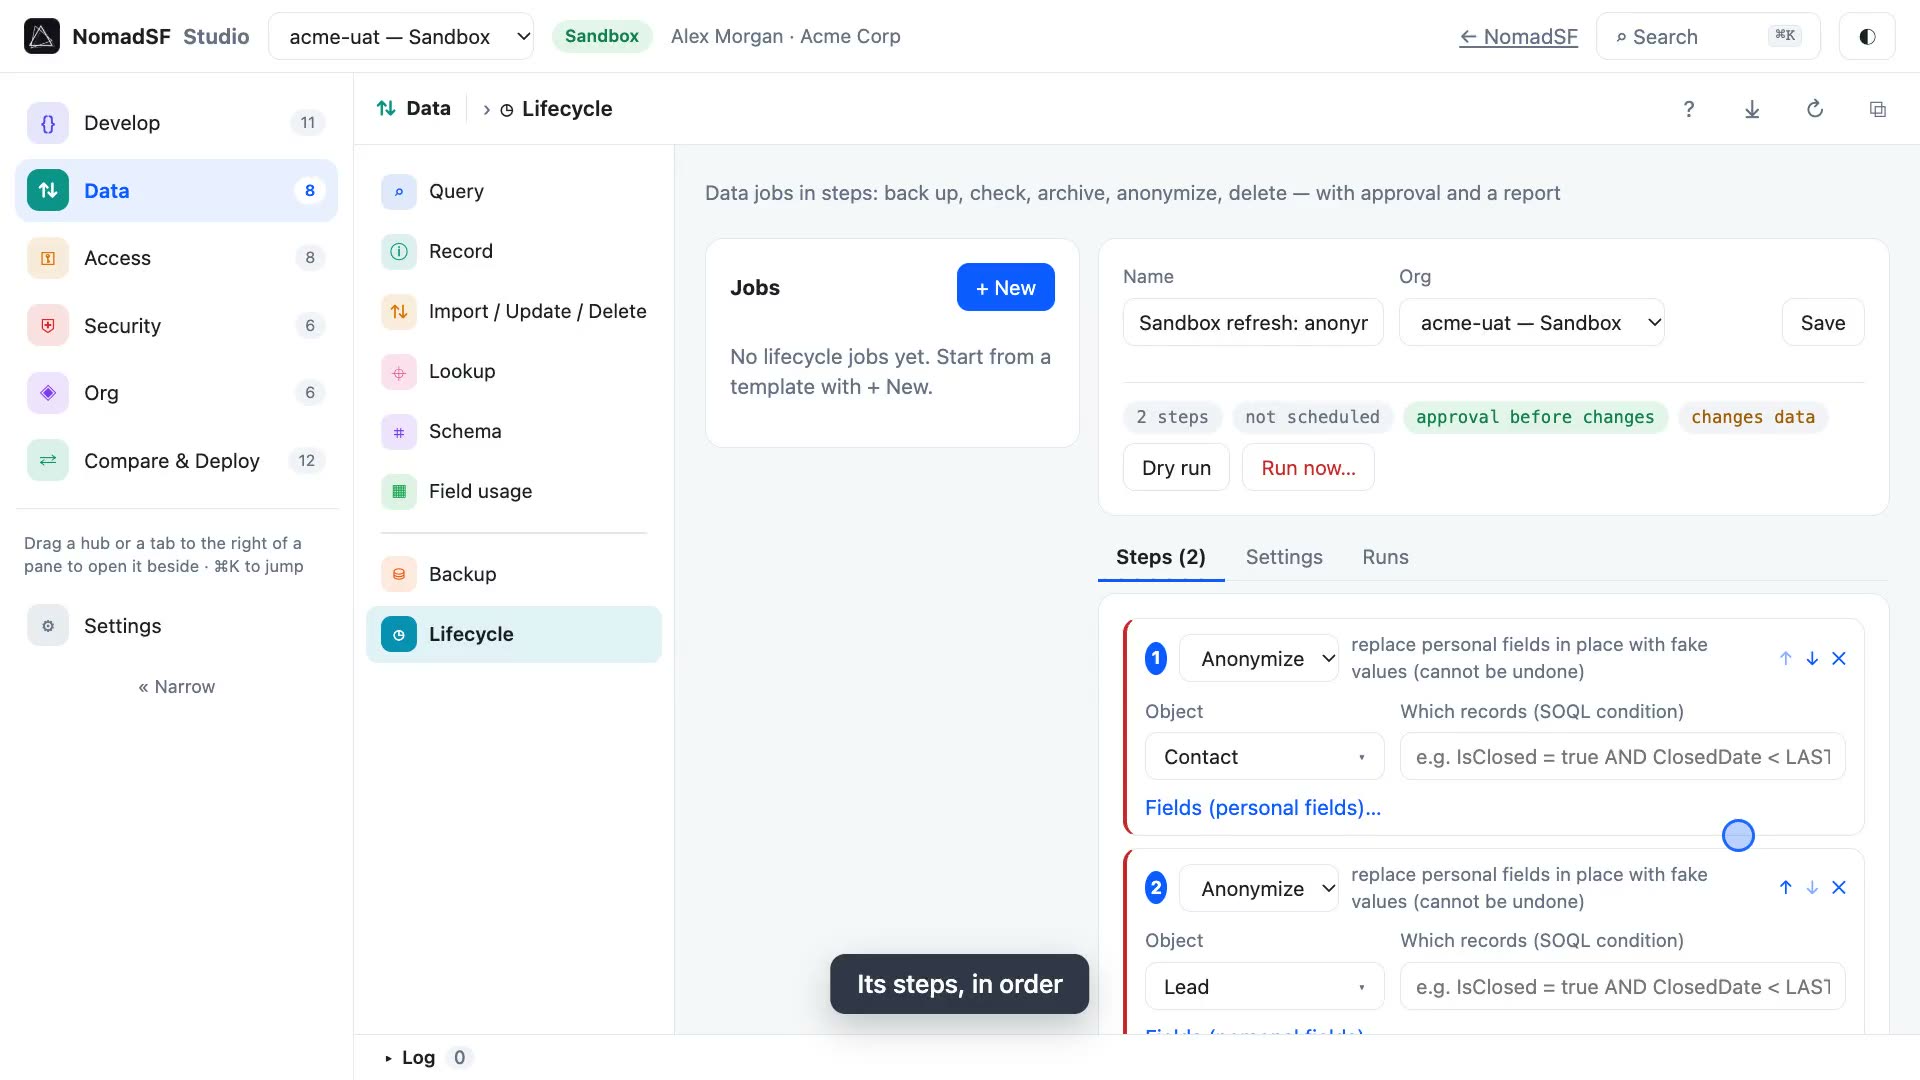 NomadSF Studio
acme-uat — Sandbox
Sandbox
Alex Morgan · Acme Corp
← NomadSF
Search
⌘K
Develop 11
Data 8
Access 8
Security 6
Org 6
Compare & Deploy 12
Drag a hub or a tab to the right of a
pane to open it beside · ⌘K to jump
Settings
« Narrow
Data › Lifecycle
?
Query
Record
Import / Update / Delete
Lookup
Schema
Field usage
Backup
Lifecycle
Data jobs in steps: back up, check, archive, anonymize, delete — with approval and a report
Jobs
+ New
No lifecycle jobs yet. Start from a
template with + New.
Name
Org
Sandbox refresh: anonyr
acme-uat — Sandbox
Save
2 steps
not scheduled
approval before changes
changes data
Dry run
Run now...
Steps (2)
Settings
Runs
1
Anonymize
replace personal fields in place with fake
values (cannot be undone)
Object
Which records (SOQL condition)
Contact
e.g. IsClosed = true AND ClosedDate < LAST
Fields (personal fields)...
2
Anonymize
replace personal fields in place with fake
values (cannot be undone)
Object
Which records (SOQL condition)
Lead
e.g. IsClosed = true AND ClosedDate < LAST
Fields (personal fields)
Its steps, in order
Log 0